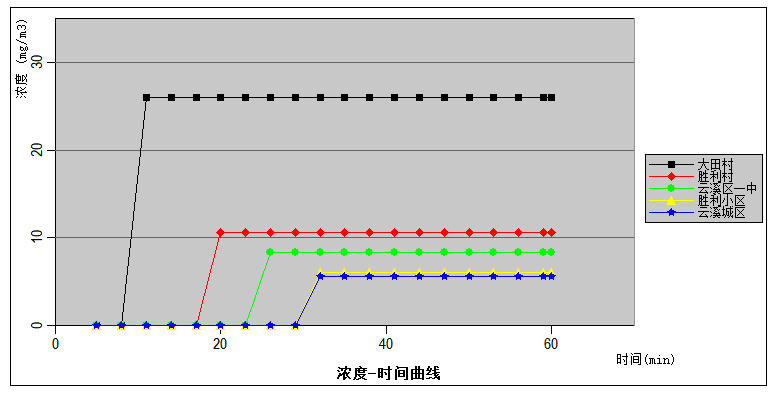 浓度 (mg/m3)
30
20
10
0
0 20 40 60
时间(min)
浓度-时间曲线
大田村
胜利村
云溪区一中
胜利小区
云溪城区